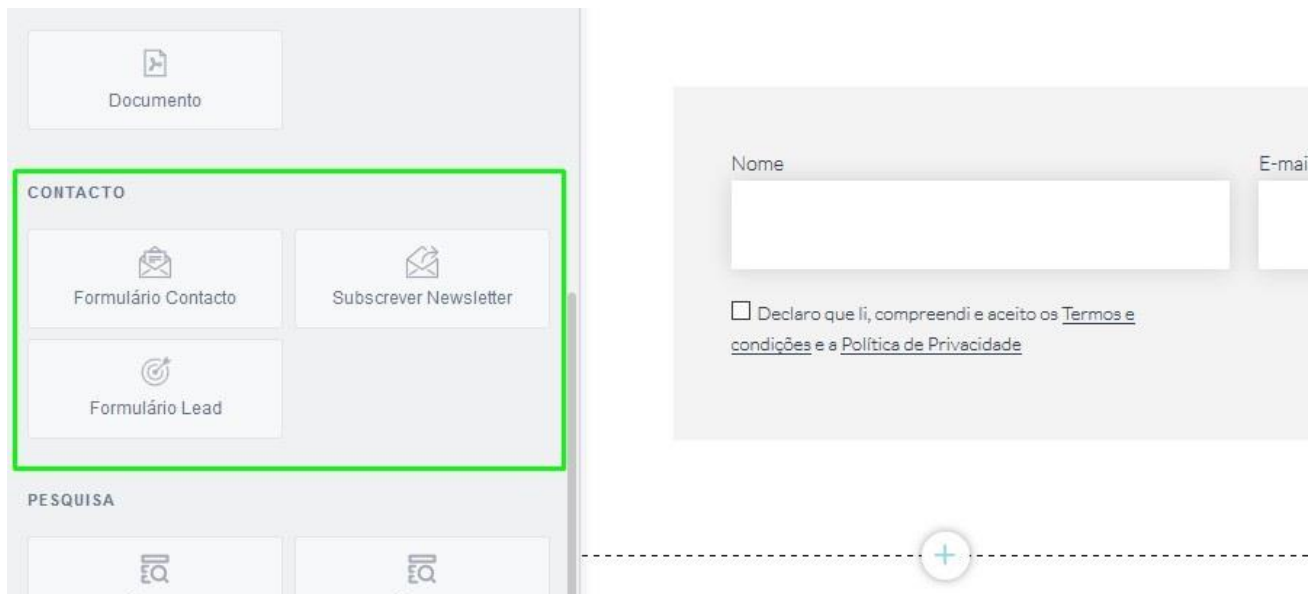 Documento
CONTACTO
Formulário Contacto
Subscrever Newsletter
Formulário Lead
PESQUISA
Nome
E-mai
Declaro que li, compreendi e aceito os Termos e
condições e a Política de Privacidade